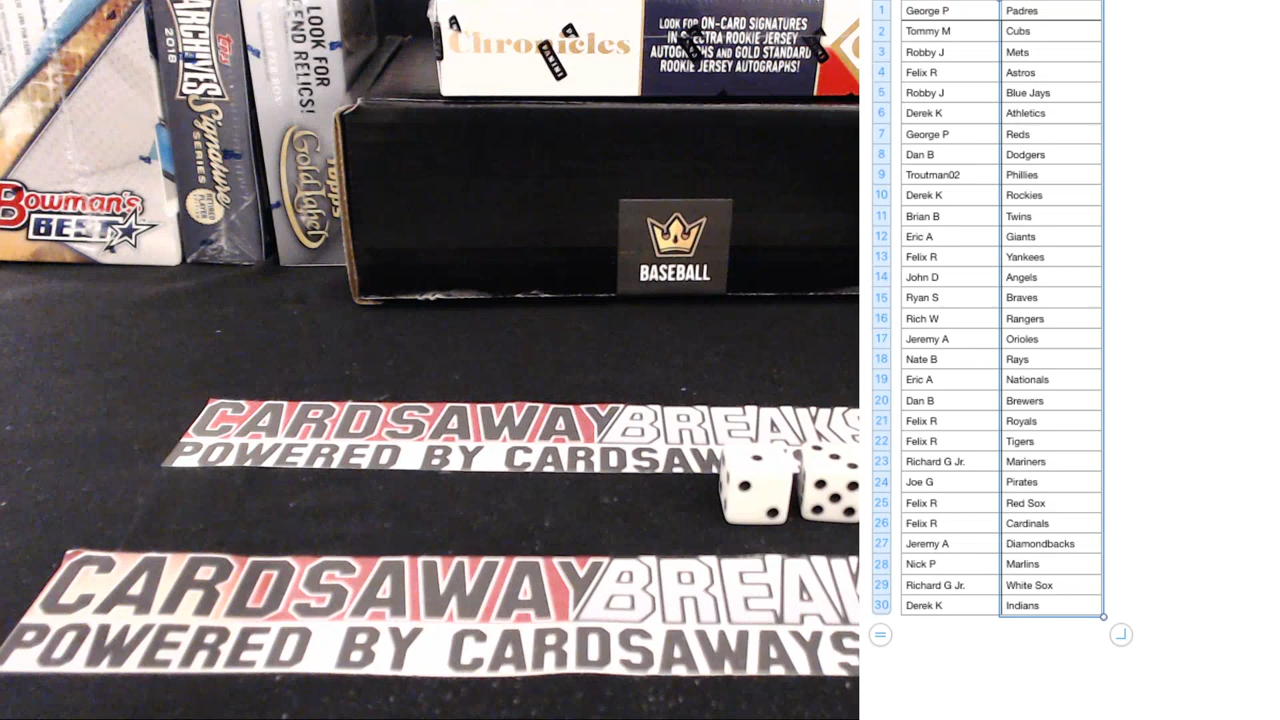 ARCHIVES
Topps
Signature
SERIES
2018
LOOK FOR
END RELICS!
Topps
Gold Label
Bowman's
BEST
Chronicles
PANINI
LOOK FOR ON-CARD SIGNATURES
IN SPECTRA ROOKIE JERSEY
AUTOGRAPHS AND GOLD STANDARD
ROOKIE JERSEY AUTOGRAPHS!
BASEBALL
CARDSAWAYBREAKS
POWERED BY CARDSAW
CARDSAWAYBREAK
POWERED BY CARDSAWAYS
1 George P Padres
2 Tommy M Cubs
3 Robby J Mets
4 Felix R Astros
5 Robby J Blue Jays
6 Derek K Athletics
7 George P Reds
8 Dan B Dodgers
9 Troutman02 Phillies
10 Derek K Rockies
11 Brian B Twins
12 Eric A Giants
13 Felix R Yankees
14 John D Angels
15 Ryan S Braves
16 Rich W Rangers
17 Jeremy A Orioles
18 Nate B Rays
19 Eric A Nationals
20 Dan B Brewers
21 Felix R Royals
22 Felix R Tigers
23 Richard G Jr. Mariners
24 Joe G Pirates
25 Felix R Red Sox
26 Felix R Cardinals
27 Jeremy A Diamondbacks
28 Nick P Marlins
29 Richard G Jr. White Sox
30 Derek K Indians